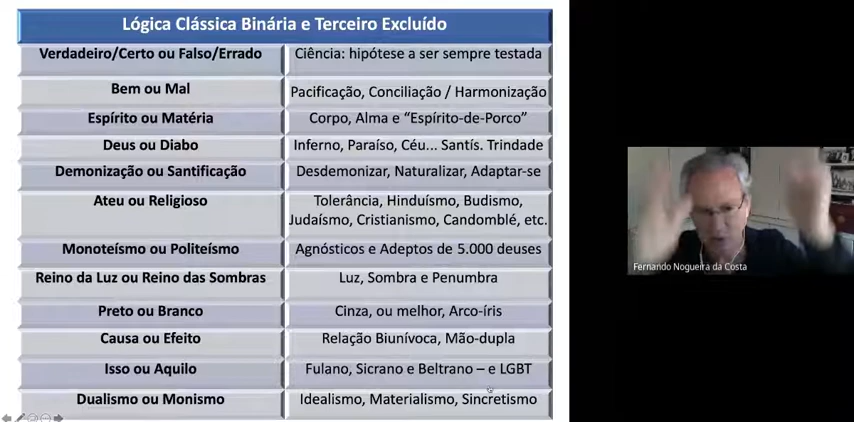 Lógica Clássica Binária e Terceiro Excluído
Verdadeiro/Certo ou Falso/Errado
Ciência: hipótese a ser sempre testada
Bem ou Mal
Pacificação, Conciliação / Harmonização
Espírito ou Matéria
Corpo, Alma e “Espírito-de-Porco”
Deus ou Diabo
Inferno, Paraíso, Céu... Santís. Trindade
Demonização ou Santificação
Desdemonizar, Naturalizar, Adaptar-se
Ateu ou Religioso
Tolerância, Hinduísmo, Budismo,
Judaísmo, Cristianismo, Candomblé, etc.
Monoteísmo ou Politeísmo
Agnósticos e Adeptos de 5.000 deuses
Reino da Luz ou Reino das Sombras
Luz, Sombra e Penumbra
Preto ou Branco
Cinza, ou melhor, Arco-íris
Causa ou Efeito
Relação Biunívoca, Mão-dupla
Isso ou Aquilo
Fulano, Sicrano e Beltrano – e LGBT
Dualismo ou Monismo
Idealismo, Materialismo, Sincretismo
Fernando Nogueira da Costa